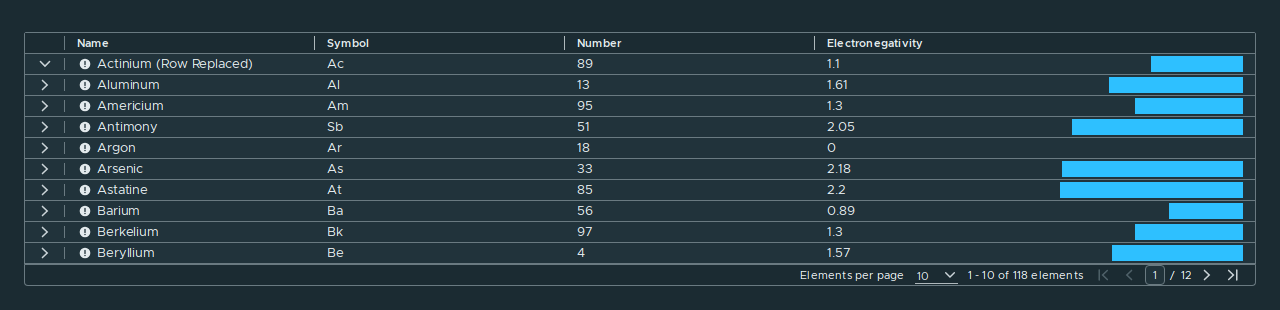 Name Symbol Number Electronegativity
Actinium (Row Replaced) Ac 89 1.1
Aluminum Al 13 1.61
Americium Am 95 1.3
Antimony Sb 51 2.05
Argon Ar 18 0
Arsenic As 33 2.18
Astatine At 85 2.2
Barium Ba 56 0.89
Berkelium Bk 97 1.3
Beryllium Be 4 1.57
Elements per page 10 1 - 10 of 118 elements 1 / 12